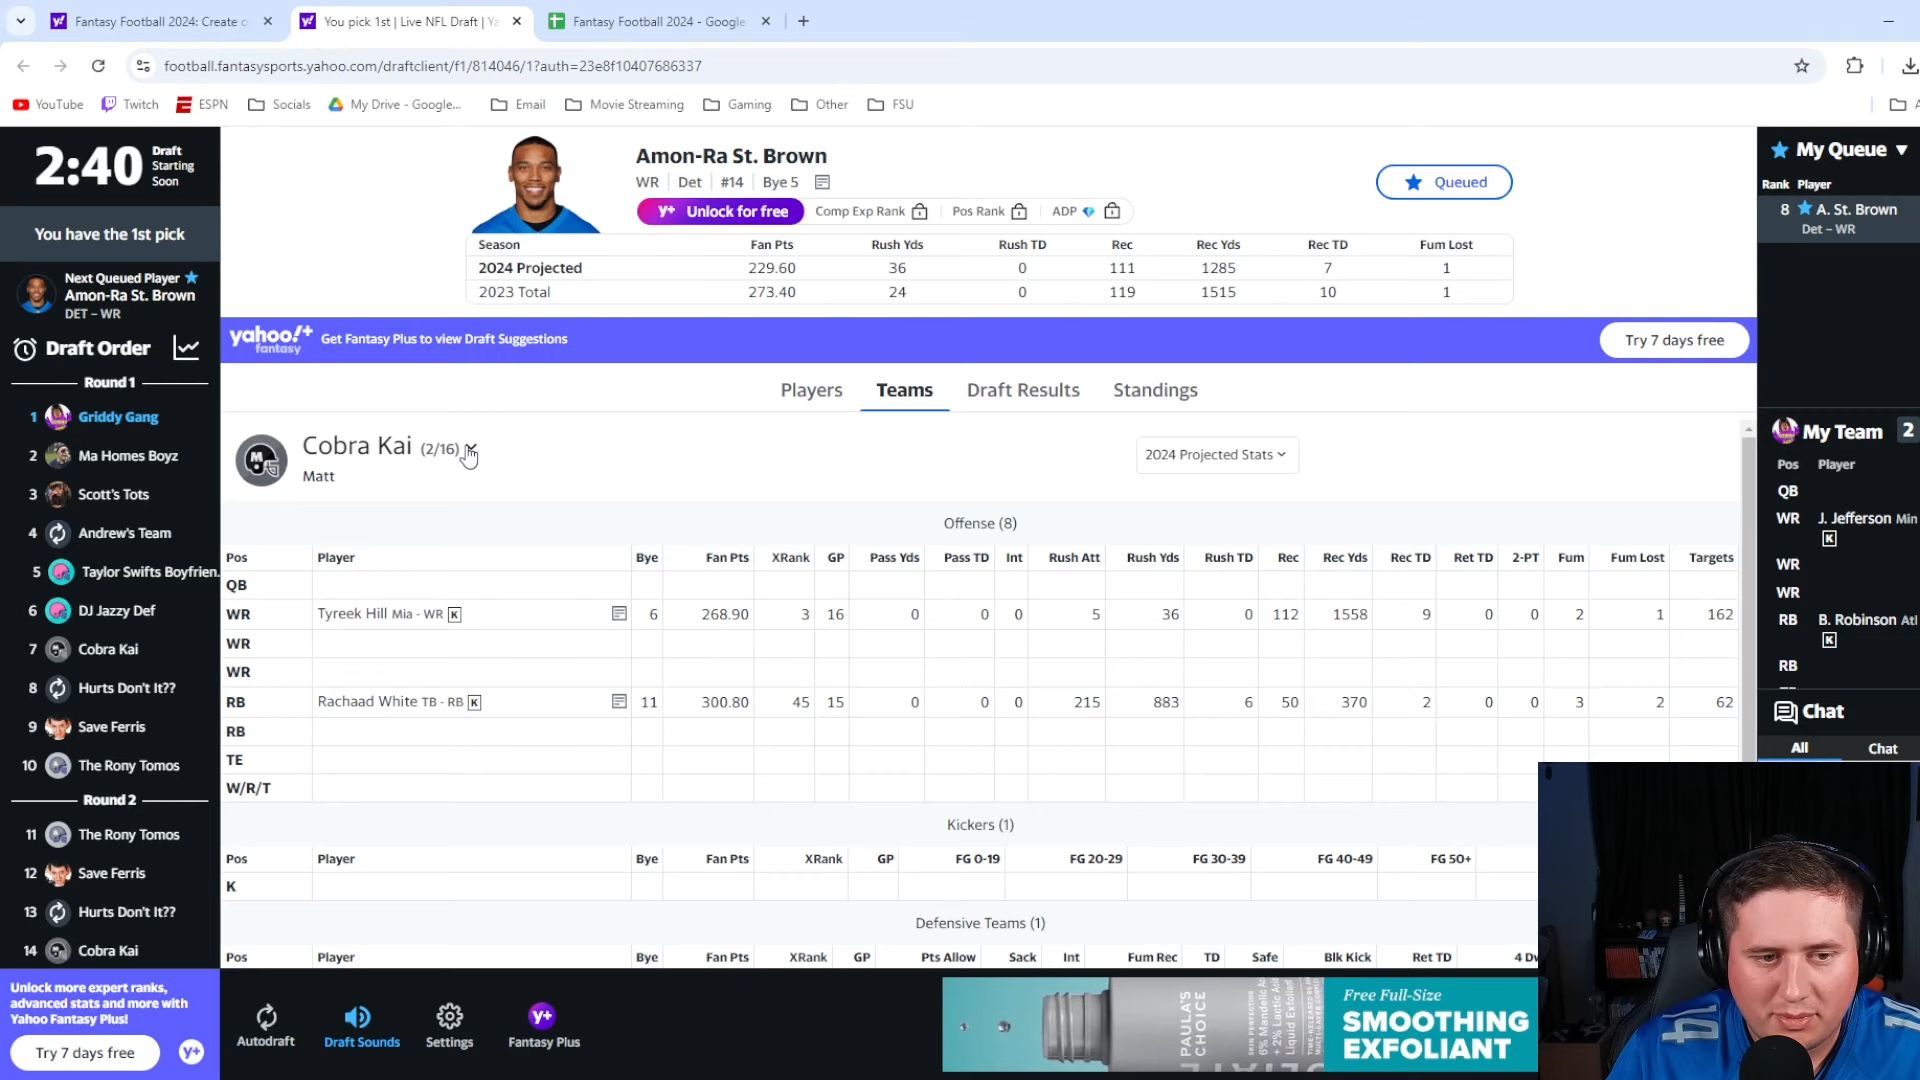 Fantasy Football 2024: Create o
You pick 1st | Live NFL Draft | Ya
Fantasy Football 2024 - Google
football.fantasysports.yahoo.com/draftclient/f1/814046/1?auth=23e8f10407686337
YouTube Twitch ESPN Socials My Drive - Google... Email Movie Streaming Gaming Other FSU
2:40 Draft Starting Soon
You have the 1st pick
Next Queued Player
Amon-Ra St. Brown
DET – WR
Draft Order
Round 1
1 Griddy Gang
2 Ma Homes Boyz
3 Scott's Tots
4 Andrew's Team
5 Taylor Swifts Boyfrien.
6 DJ Jazzy Def
7 Cobra Kai
8 Hurts Don't It??
9 Save Ferris
10 The Rony Tomos
Round 2
11 The Rony Tomos
12 Save Ferris
13 Hurts Don't It??
14 Cobra Kai
Unlock more expert ranks,
advanced stats and more with
Yahoo Fantasy Plus!
Try 7 days free y+
Amon-Ra St. Brown
WR Det #14 Bye 5
y+ Unlock for free Comp Exp Rank Pos Rank ADP
Queued
Season Fan Pts Rush Yds Rush TD Rec Rec Yds Rec TD Fum Lost
2024 Projected 229.60 36 0 111 1285 7 1
2023 Total 273.40 24 0 119 1515 10 1
yahoo!+ fantasy Get Fantasy Plus to view Draft Suggestions Try 7 days free
Players Teams Draft Results Standings
Cobra Kai (2/16)
Matt
2024 Projected Stats
Offense (8)
Pos Player Bye Fan Pts XRank GP Pass Yds Pass TD Int Rush Att Rush Yds Rush TD Rec Rec Yds Rec TD Ret TD 2-PT Fum Fum Lost Targets
QB
WR Tyreek Hill Mia - WR K 6 268.90 3 16 0 0 0 5 36 0 112 1558 9 0 0 2 1 162
WR
WR
RB Rachaad White TB - RB K 11 300.80 45 15 0 0 0 215 883 6 50 370 2 0 0 3 2 62
RB
TE
W/R/T
Kickers (1)
Pos Player Bye Fan Pts XRank GP FG 0-19 FG 20-29 FG 30-39 FG 40-49 FG 50+
K
Defensive Teams (1)
Pos Player Bye Fan Pts XRank GP Pts Allow Sack Int Fum Rec TD Safe Blk Kick Ret TD 4 Dw
Autodraft Draft Sounds Settings y+ Fantasy Plus
PAULA'S
CHOICE
SKIN PERFECTING
6% Mandelic A
+ 2% Lactic Acid
Liquid Exfoliant
Free Full-Size
SMOOTHING
EXFOLIANT
My Queue
Rank Player
8 A. St. Brown
Det – WR
My Team 2
Pos Player
QB
WR J. Jefferson Min
K
WR
WR
RB B. Robinson Atl
K
RB
Chat
All Chat
14